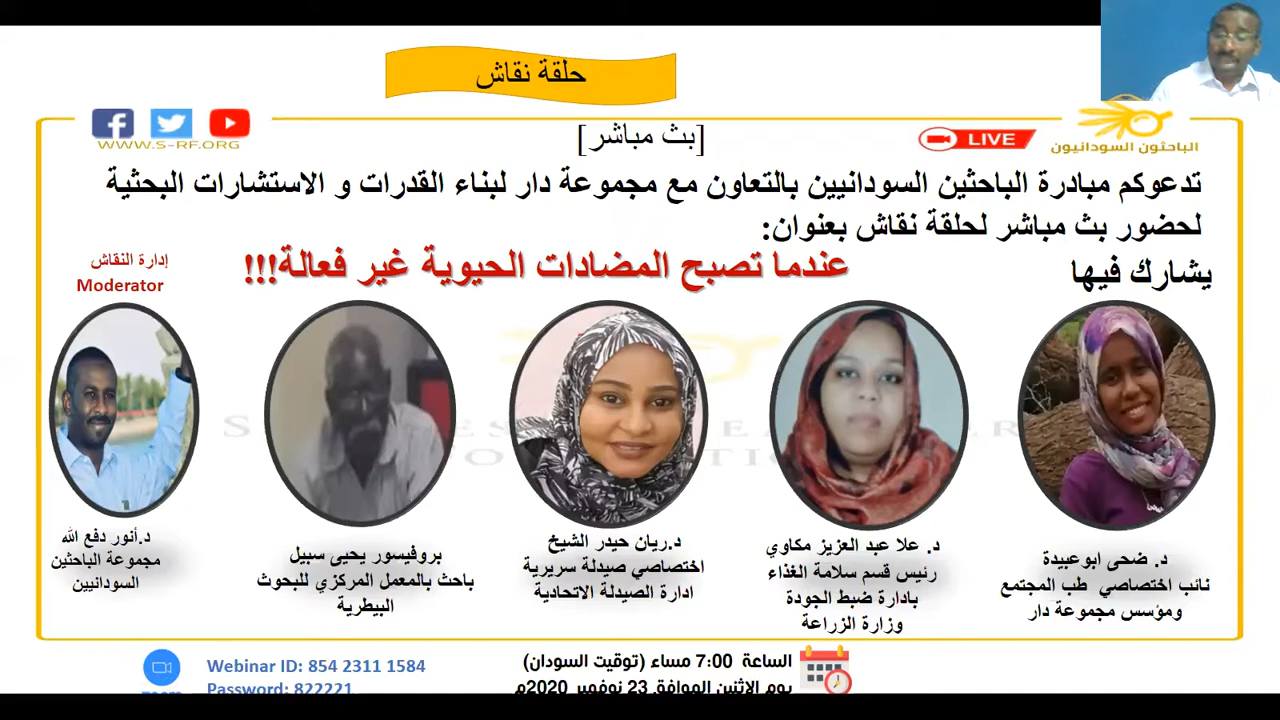 حلقة نقاش
WWW.S-RF.ORG
[بث مباشر]
LIVE
الباحثون السودانيون
تدعوكم مبادرة الباحثين السودانيين بالتعاون مع مجموعة دار لبناء القدرات و الاستشارات البحثية
لحضور بث مباشر لحلقة نقاش بعنوان:
عندما تصبح المضادات الحيوية غير فعالة!!!
يشارك فيها
إدارة النقاش
Moderator
د. ضحى ابوعبيدة
نائب اختصاصي طب المجتمع
ومؤسس مجموعة دار
د. علا عبد العزيز مكاوي
رئيس قسم سلامة الغذاء
بادارة ضبط الجودة
وزارة الزراعة
د.ريان حيدر الشيخ
اختصاصي صيدلة سريرية
ادارة الصيدلة الاتحادية
بروفيسور يحيى سبيل
باحث بالمعمل المركزي للبحوث
البيطرية
د.أنور دفع الله
مجموعة الباحثين
السودانيين
الساعة 7:00 مساء (توقيت السودان)
يوم الاثنين الموافق 23 نوفمبر 2020م
Webinar ID: 854 2311 1584
Password: 822221
zoom